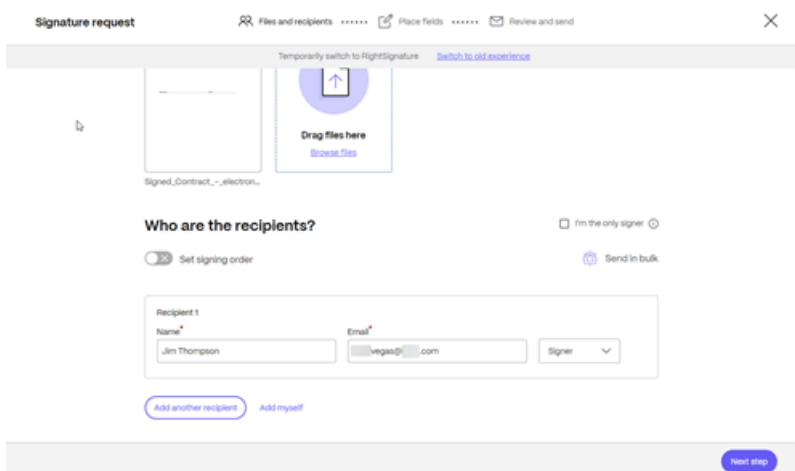 Signature request
Files and recipients
Place fields
Review and send
Temporarily switch to RightSignature Switch to old experience
Drag files here
Browse files
Signed_Contract_-_electron...
Who are the recipients?
I'm the only signer
Set signing order
Send in bulk
Recipient 1
Name* Email*
Jim Thompson vegas@ .com Signer
Add another recipient Add myself
Next step